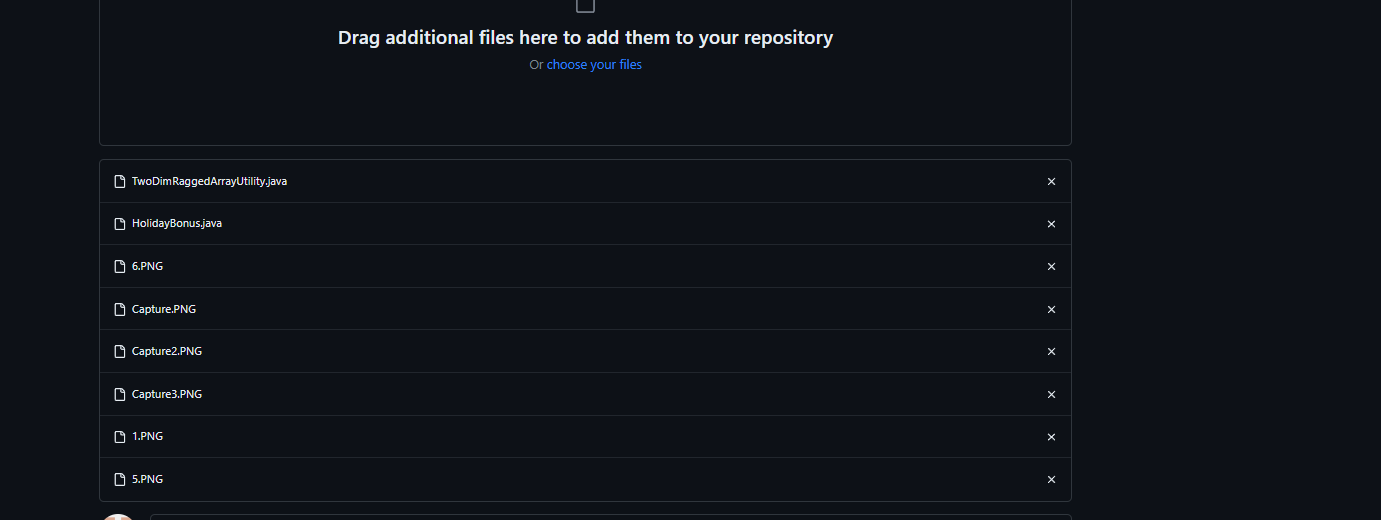 Drag additional files here to add them to your repository
Or choose your files
TwoDimRaggedArrayUtility.java
HolidayBonus.java
6.PNG
Capture.PNG
Capture2.PNG
Capture3.PNG
1.PNG
5.PNG